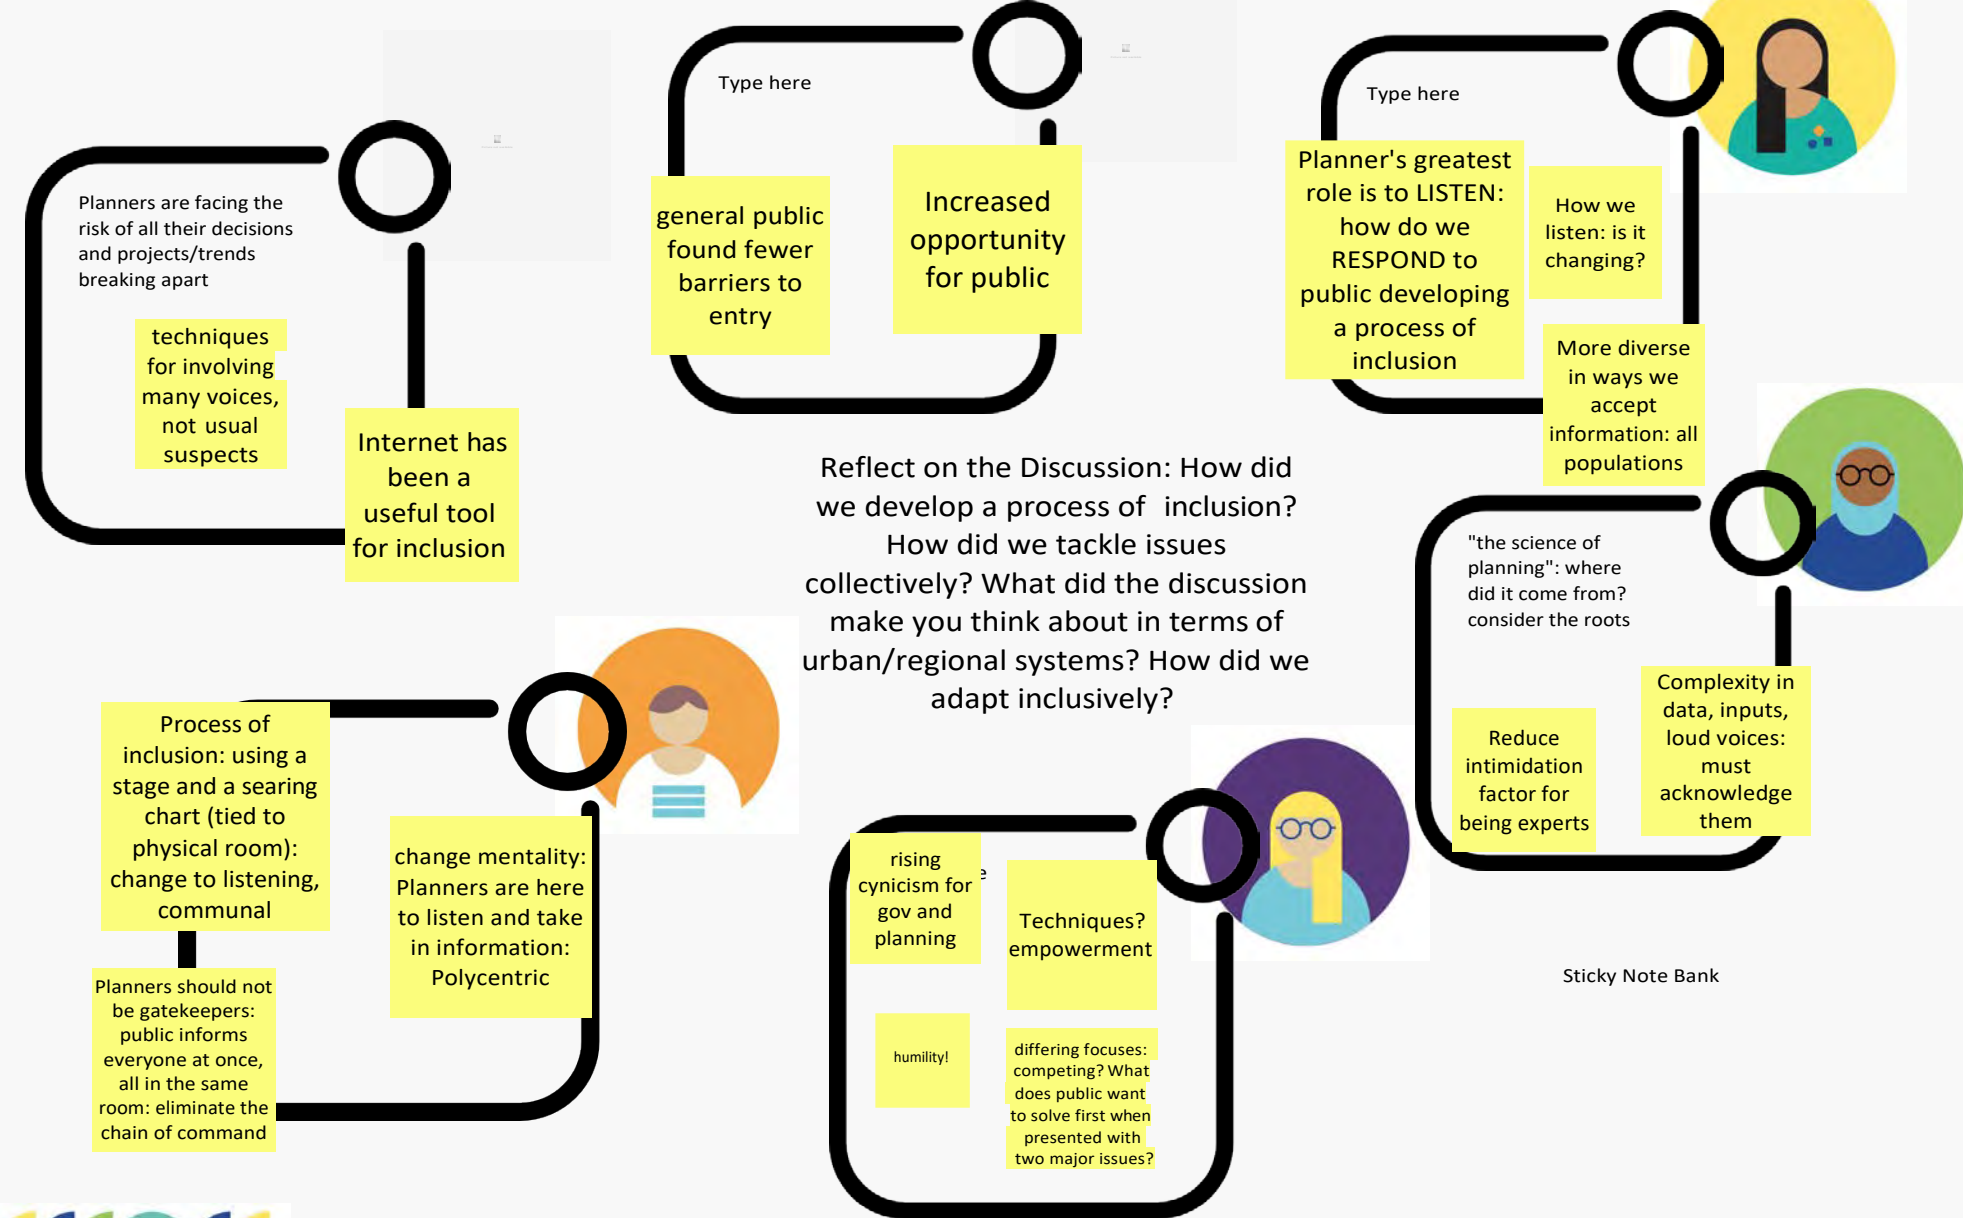 Planners are facing the
risk of all their decisions
and projects/trends
breaking apart
techniques
for involving
many voices,
not usual
suspects
Internet has
been a
useful tool
for inclusion
Type here
general public
found fewer
barriers to
entry
Increased
opportunity
for public
Type here
Planner's greatest
role is to LISTEN:
how do we
RESPOND to
public developing
a process of
inclusion
How we
listen: is it
changing?
More diverse
in ways we
accept
information: all
populations
Reflect on the Discussion: How did
we develop a process of inclusion?
How did we tackle issues
collectively? What did the discussion
make you think about in terms of
urban/regional systems? How did we
adapt inclusively?
"the science of
planning": where
did it come from?
consider the roots
Reduce
intimidation
factor for
being experts
Complexity in
data, inputs,
loud voices:
must
acknowledge
them
Process of
inclusion: using a
stage and a searing
chart (tied to
physical room):
change to listening,
communal
change mentality:
Planners are here
to listen and take
in information:
Polycentric
Planners should not
be gatekeepers:
public informs
everyone at once,
all in the same
room: eliminate the
chain of command
rising
cynicism for
gov and
planning
e
Techniques?
empowerment
humility!
differing focuses:
competing? What
does public want
to solve first when
presented with
two major issues?
Sticky Note Bank